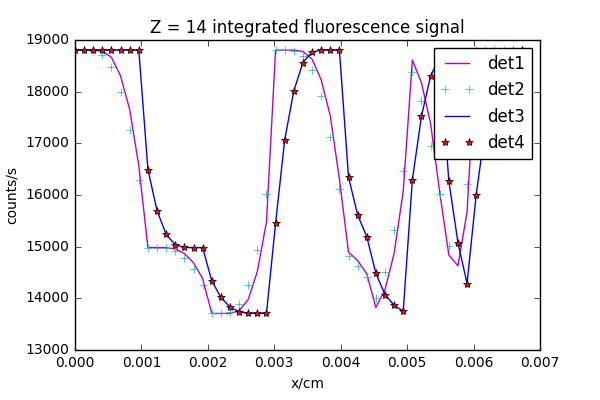 Z = 14 integrated fluorescence signal
counts/s
19000
18000
17000
16000
15000
14000
13000
det1
det2
det3
det4
0.000 0.001 0.002 0.003 0.004 0.005 0.006 0.007
x/cm